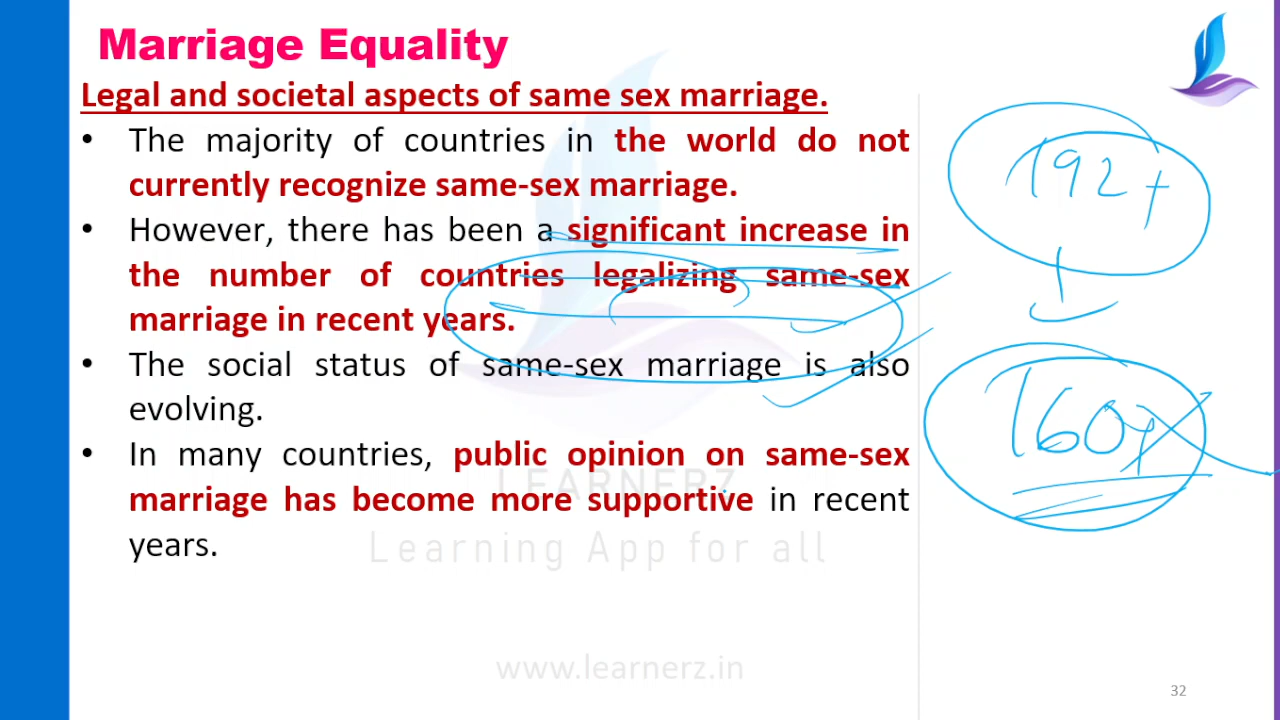 Marriage Equality
Legal and societal aspects of same sex marriage.
• The majority of countries in the world do not
currently recognize same-sex marriage.
• However, there has been a significant increase in
the number of countries legalizing same-sex
marriage in recent years.
• The social status of same-sex marriage is also
evolving.
• In many countries, public opinion on same-sex
marriage has become more supportive in recent
years.
192+
160+
LEARNERZ
Learning App for all
www.learnerz.in
32